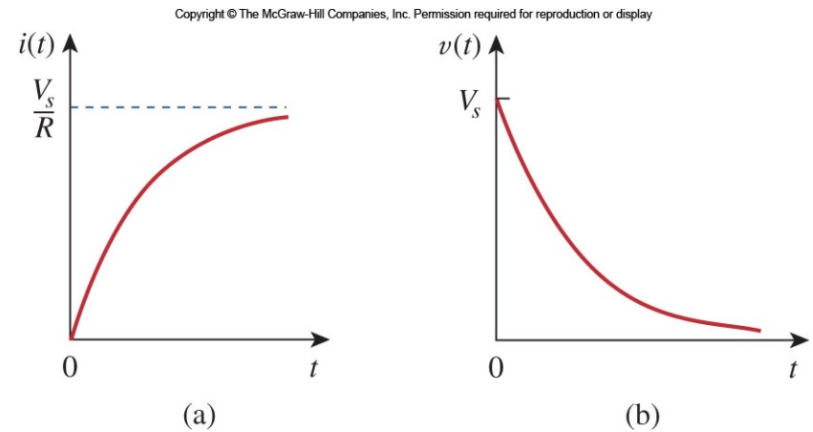 Copyright © The McGraw-Hill Companies, Inc. Permission required for reproduction or display
i(t)
V_s
R
0
t
(a)
v(t)
V_s
0
t
(b)